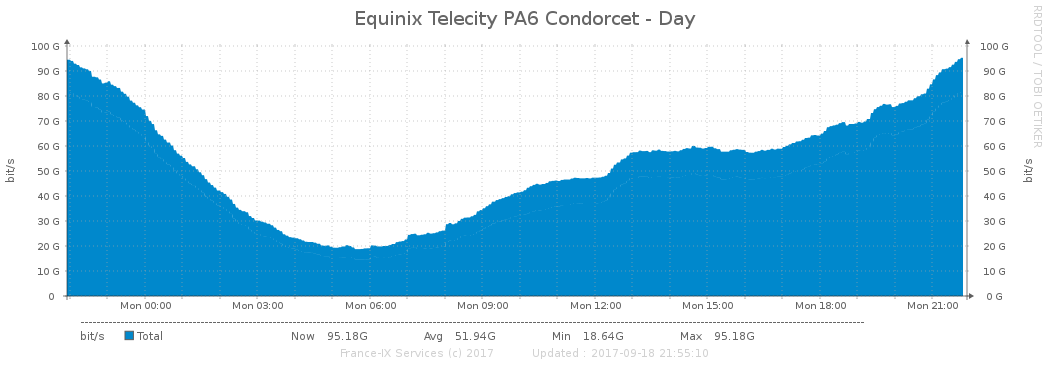 Equinix Telecity PA6 Condorcet - Day
RRDTOOL / TOBI OETIKER
bit/s
100 G
90 G
80 G
70 G
60 G
50 G
40 G
30 G
20 G
10 G
0
100 G
90 G
80 G
70 G
60 G
50 G
40 G
30 G
20 G
10 G
0 G
bit/s
Mon 00:00 Mon 03:00 Mon 06:00 Mon 09:00 Mon 12:00 Mon 15:00 Mon 18:00 Mon 21:00
bit/s Total Now 95.18G Avg 51.94G Min 18.64G Max 95.18G
France-IX Services (c) 2017 Updated : 2017-09-18 21:55:10